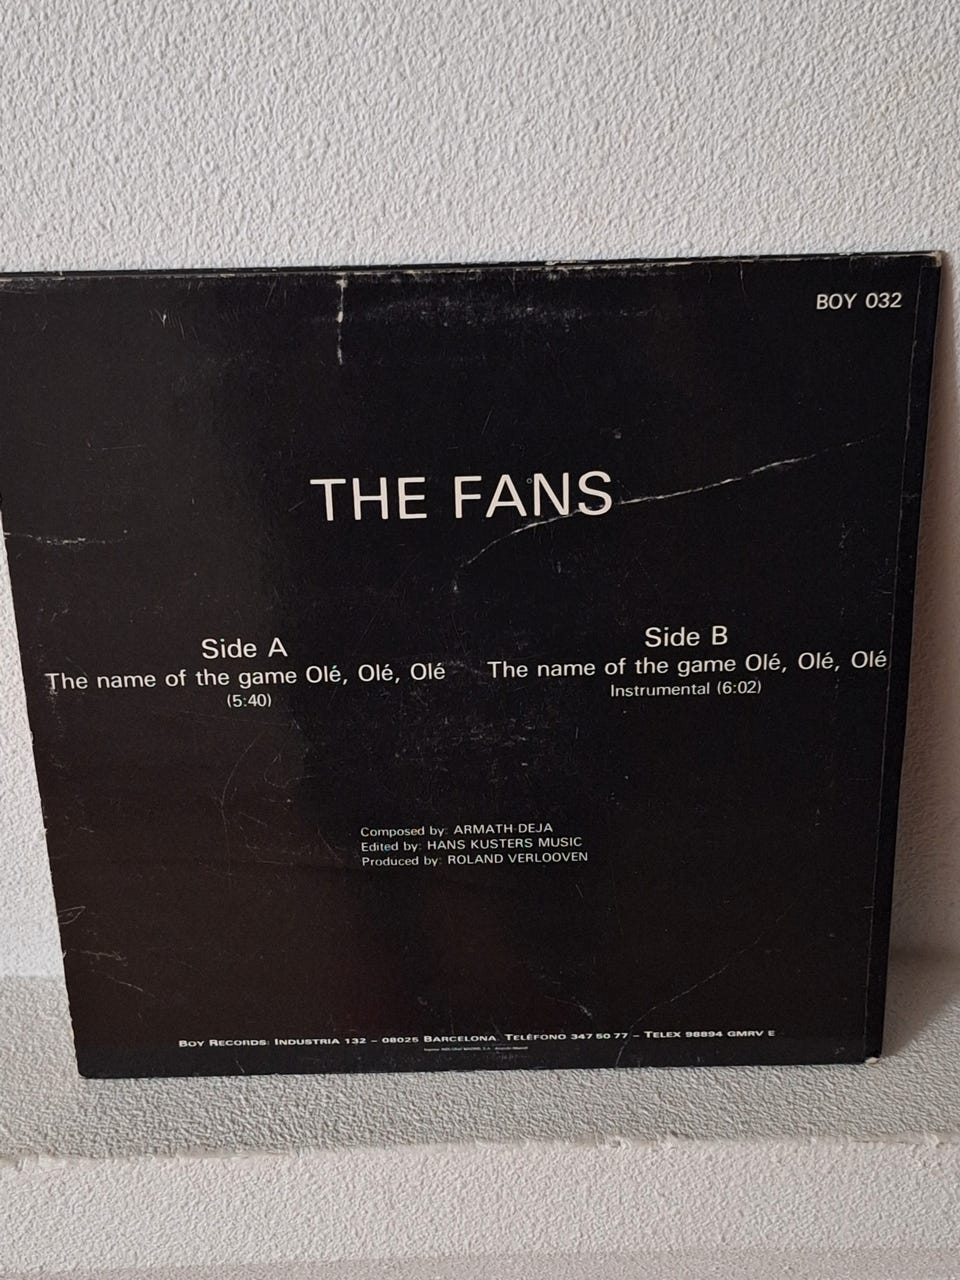 BOY 032
THE FANS
Side A
The name of the game Olé, Olé, Olé
(5:40)
Side B
The name of the game Olé, Olé, Olé
Instrumental (6:02)
Composed by: ARMATH-DEJA
Edited by: HANS KUSTERS MUSIC
Produced by: ROLAND VERLOOVEN
BOY RECORDS: INDUSTRIA 132 – 08025 BARCELONA. TELÉFONO 347 50 77 – TELEX 98894 GMRV E